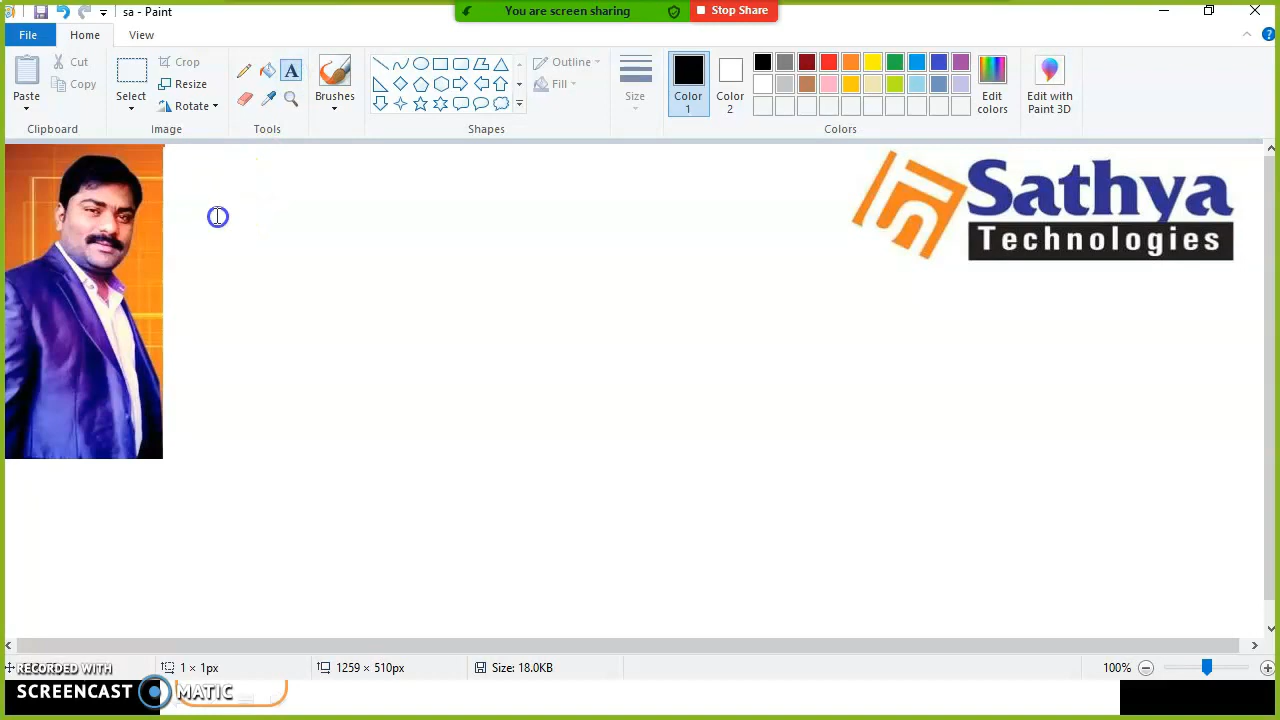 sa - Paint
You are screen sharing
Stop Share
File
Home
View
Paste
Cut
Copy
Clipboard
Select
Crop
Resize
Rotate
Image
A
Tools
Brushes
Shapes
Outline
Fill
Size
Color 1
Color 2
Edit colors
Edit with Paint 3D
Colors
Sathya
Technologies
RECORDED WITH
1 × 1px
1259 × 510px
Size: 18.0KB
100%
SCREENCAST MATIC